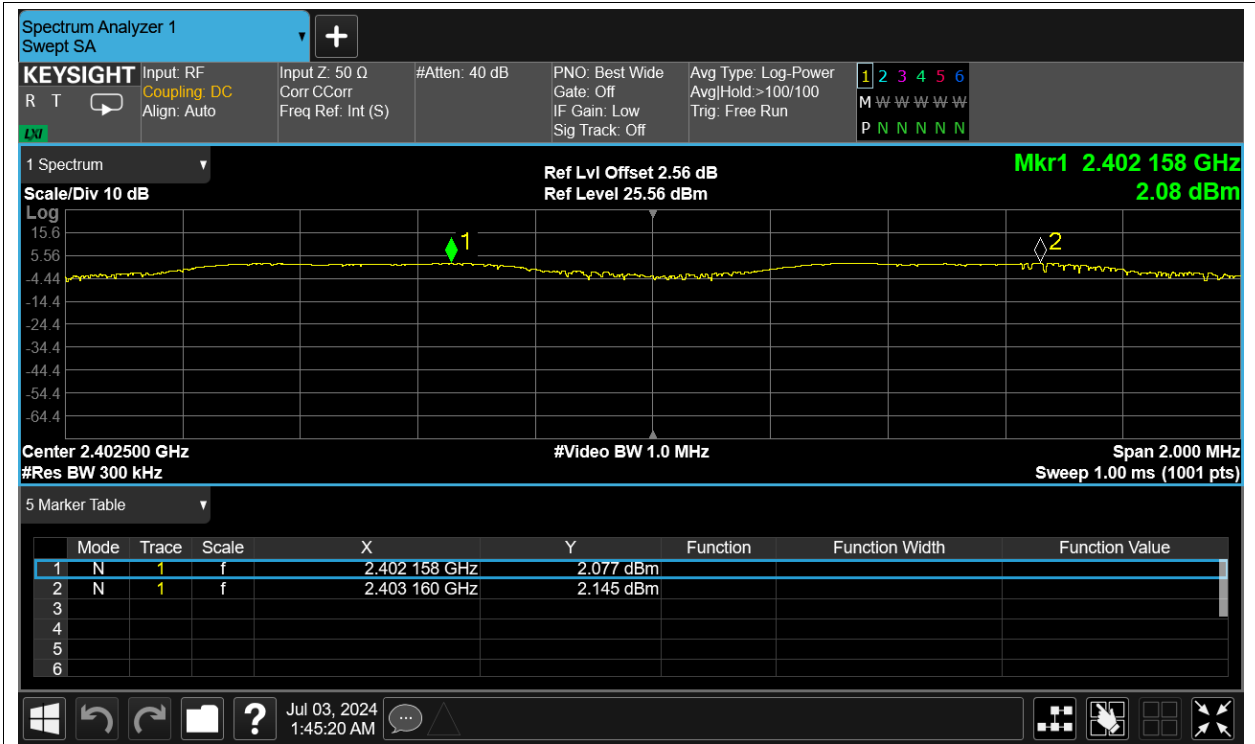 Spectrum Analyzer 1
Swept SA
KEYSIGHT
R T
LXI
Input: RF
Coupling: DC
Align: Auto
Input Z: 50 Ω
Corr CCorr
Freq Ref: Int (S)
#Atten: 40 dB
PNO: Best Wide
Gate: Off
IF Gain: Low
Sig Track: Off
Avg Type: Log-Power
Avg|Hold:>100/100
Trig: Free Run
1 2 3 4 5 6
M W W W W W
P N N N N N
1 Spectrum
Scale/Div 10 dB
Ref Lvl Offset 2.56 dB
Ref Level 25.56 dBm
Mkr1 2.402 158 GHz
2.08 dBm
Log
15.6
5.56
-4.44
-14.4
-24.4
-34.4
-44.4
-54.4
-64.4
1
2
Center 2.402500 GHz
#Res BW 300 kHz
#Video BW 1.0 MHz
Span 2.000 MHz
Sweep 1.00 ms (1001 pts)
5 Marker Table
Mode Trace Scale X Y Function Function Width Function Value
1 N 1 f 2.402 158 GHz 2.077 dBm
2 N 1 f 2.403 160 GHz 2.145 dBm
3
4
5
6
?
Jul 03, 2024
1:45:20 AM